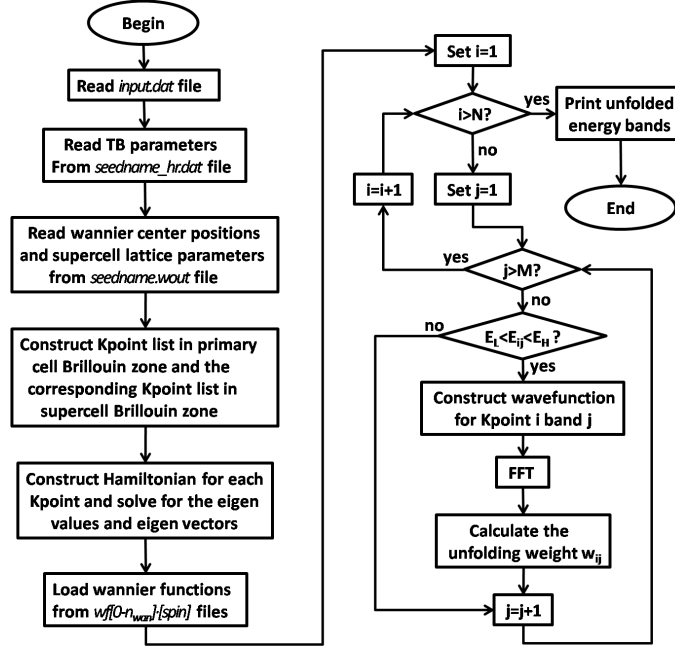 Begin
Read input.dat file
Read TB parameters
From seedname_hr.dat file
Read wannier center positions
and supercell lattice parameters
from seedname.wout file
Construct Kpoint list in primary
cell Brillouin zone and the
corresponding Kpoint list in
supercell Brillouin zone
Construct Hamiltonian for each
Kpoint and solve for the eigen
values and eigen vectors
Load wannier functions
from wf[0-nwan]-[spin] files
Set i=1
i>N?
yes
Print unfolded
energy bands
End
no
i=i+1
Set j=1
yes
j>M?
no
no
EL<Eij<EH ?
yes
Construct wavefunction
for Kpoint i band j
FFT
Calculate the
unfolding weight wij
j=j+1